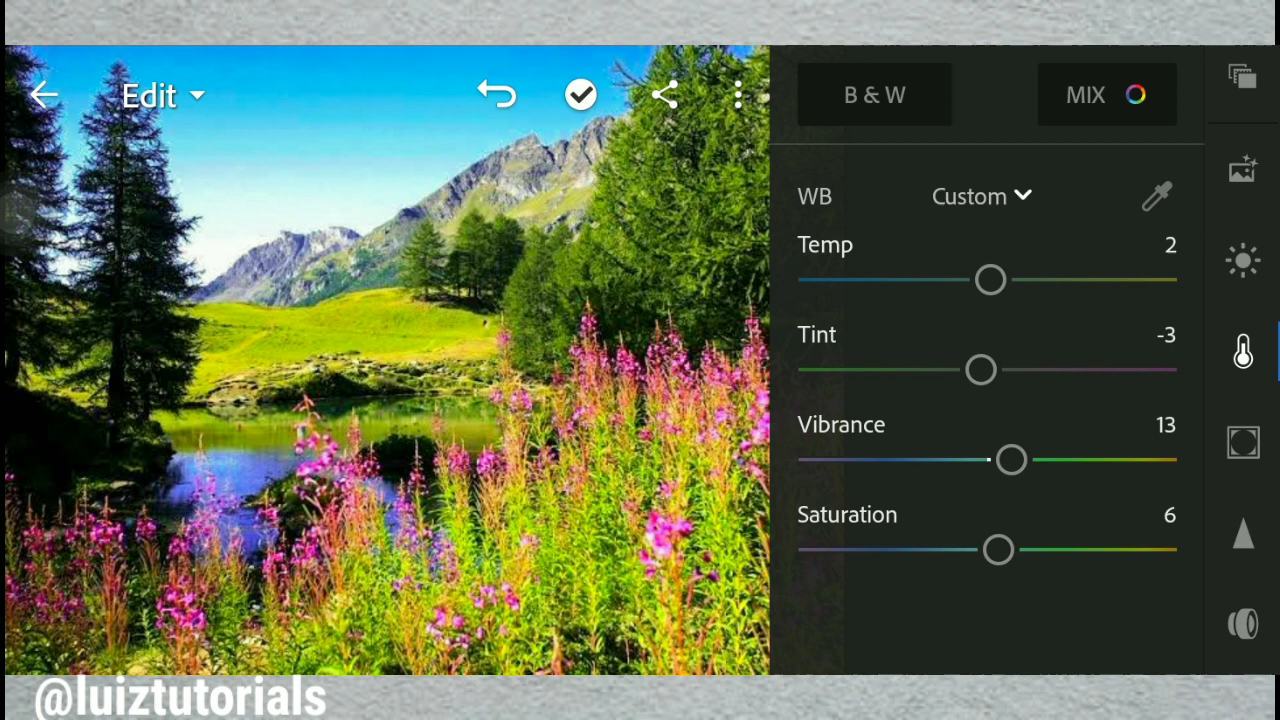 Edit
B & W
MIX
WB
Custom
Temp
2
Tint
-3
Vibrance
13
Saturation
6
@luiztutorials